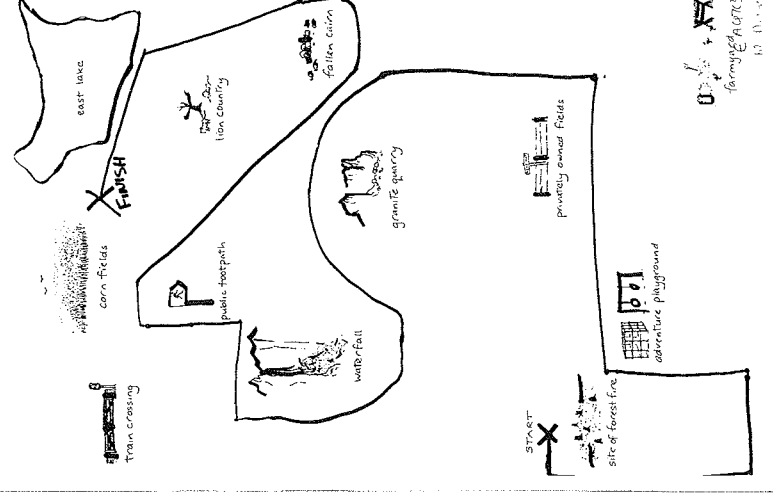 east lake
FINISH
lion country
fallen cairn
corn fields
public footpath
granite quarry
privately owned fields
adventure playground
waterfall
train crossing
START
site of forest fire
farmyard